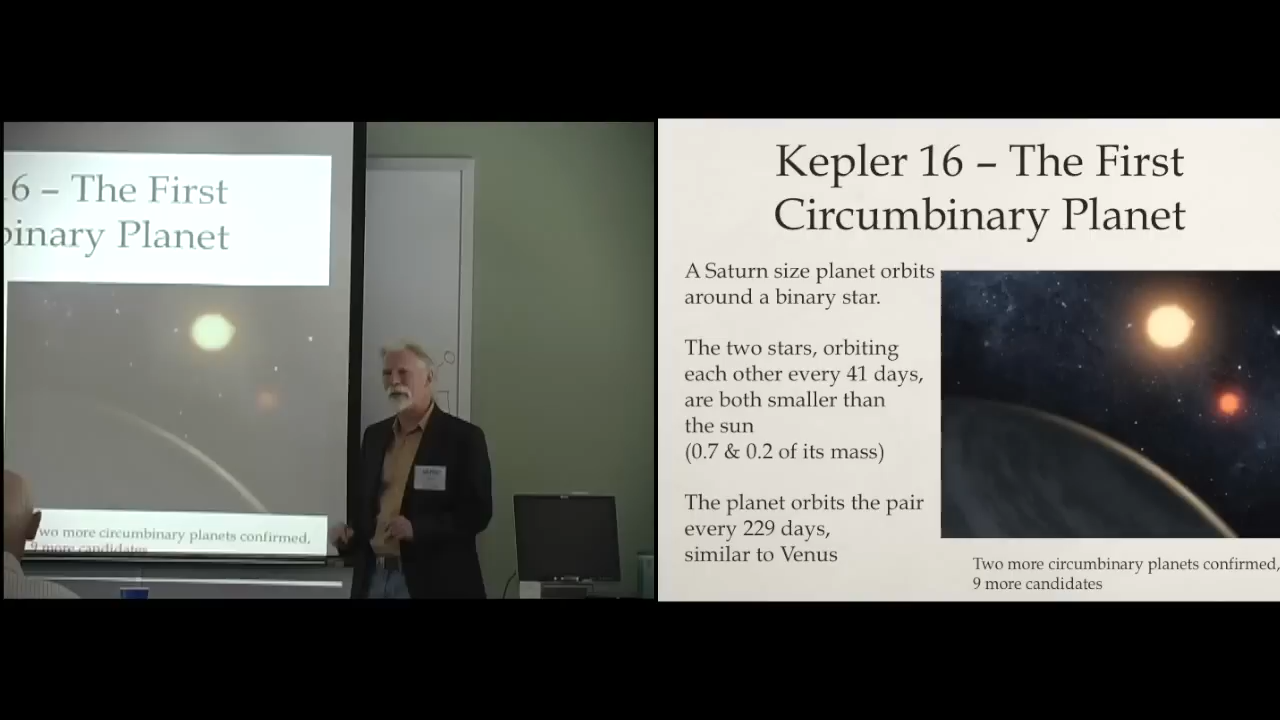 6 – The First
binary Planet
wo more circumbinary planets confirmed,
9 more candidates
Kepler 16 – The First
Circumbinary Planet
A Saturn size planet orbits
around a binary star.
The two stars, orbiting
each other every 41 days,
are both smaller than
the sun
(0.7 & 0.2 of its mass)
The planet orbits the pair
every 229 days,
similar to Venus
Two more circumbinary planets confirmed,
9 more candidates